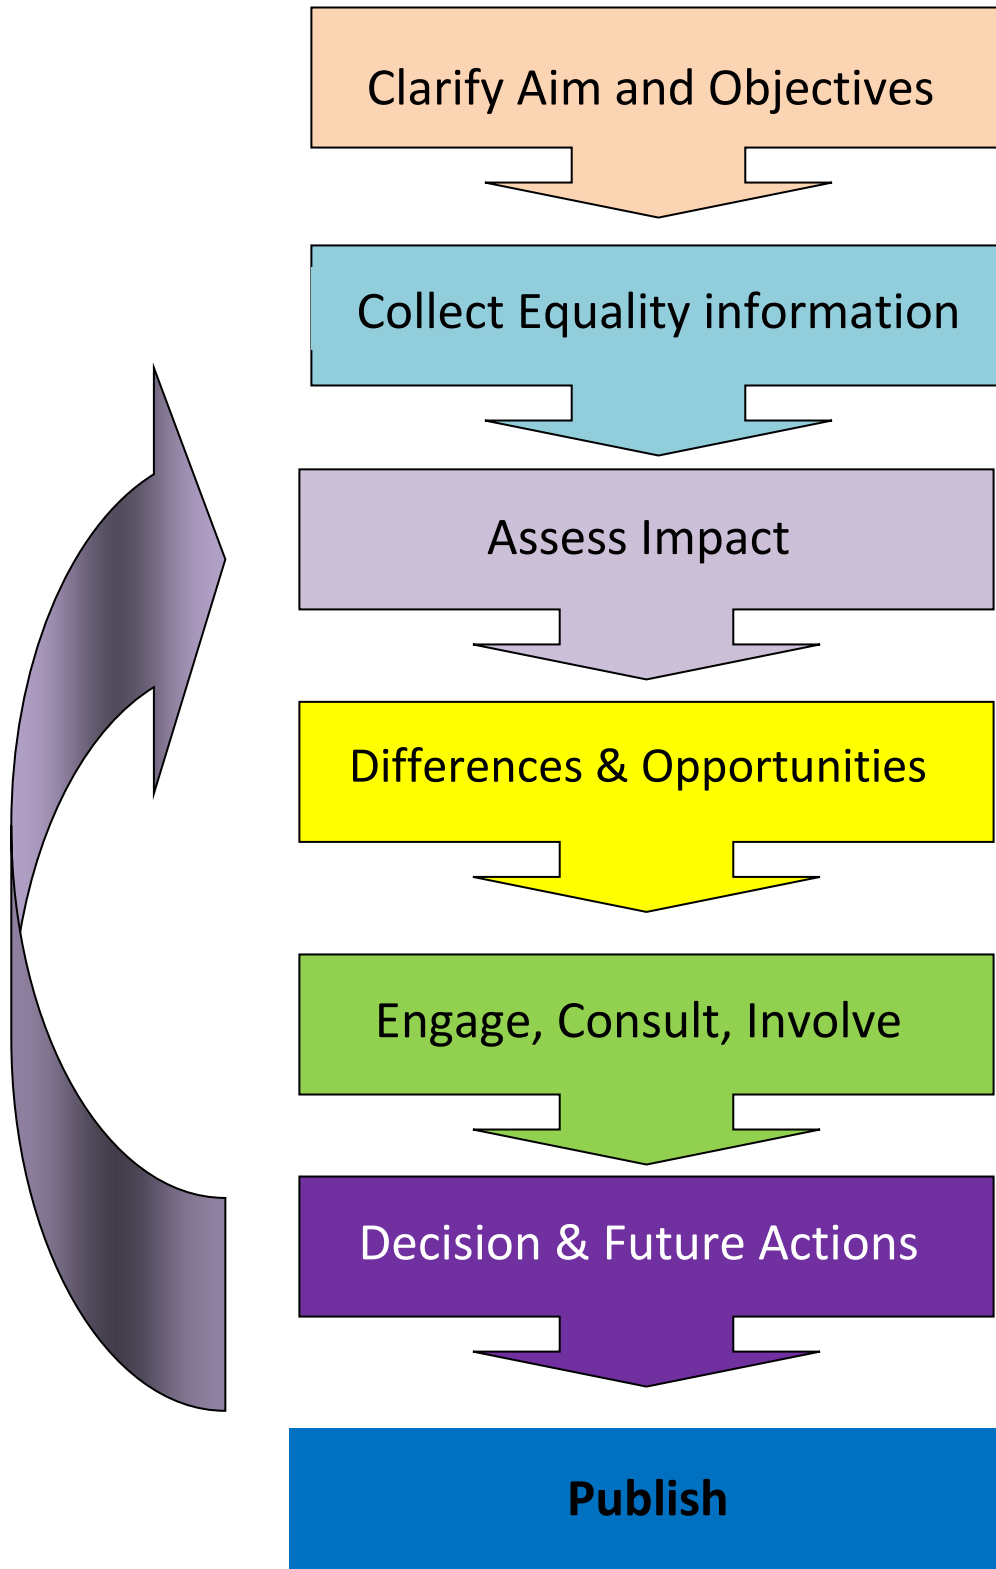 Clarify Aim and Objectives
Collect Equality information
Assess Impact
Differences & Opportunities
Engage, Consult, Involve
Decision & Future Actions
Publish